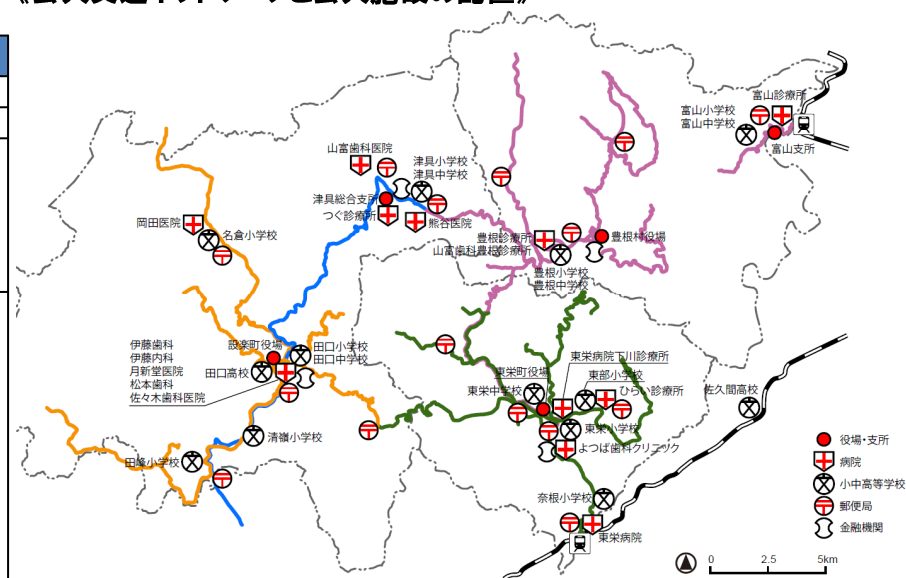 富山診療所
富山小学校
富山中学校
富山支所
山富歯科医院
津具小学校
津具中学校
津具総合支所
つぐ診療所
熊谷医院
岡田医院
名倉小学校
豊根診療所
山富歯科豊根診療所
豊根村役場
豊根小学校
豊根中学校
伊藤歯科
伊藤内科
月新堂医院
松本歯科
佐々木歯科医院
設楽町役場
田口小学校
田口中学校
田口高校
東栄病院下川診療所
東栄町役場
東部小学校
東栄中学校
ひらい診療所
佐久間高校
東栄小学校
よつば歯科クリニック
清嶺小学校
田峰小学校
奈根小学校
東栄病院
役場・支所
病院
小中高等学校
郵便局
金融機関
0 2.5 5km